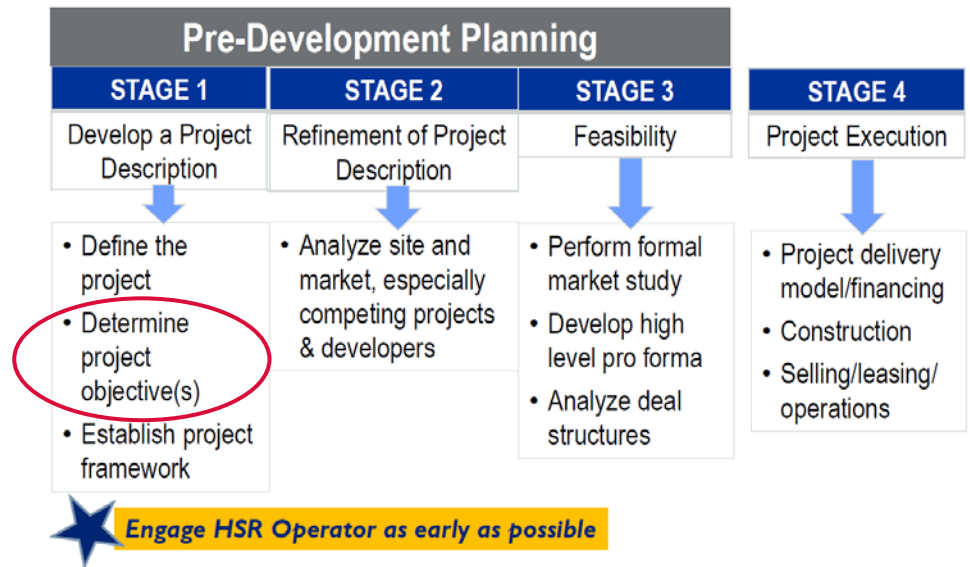 Pre-Development Planning
STAGE 1
Develop a Project
Description
• Define the
project
• Determine
project
objective(s)
• Establish project
framework
STAGE 2
Refinement of Project
Description
• Analyze site and
market, especially
competing projects
& developers
STAGE 3
Feasibility
• Perform formal
market study
• Develop high
level pro forma
• Analyze deal
structures
STAGE 4
Project Execution
• Project delivery
model/financing
• Construction
• Selling/leasing/
operations
Engage HSR Operator as early as possible